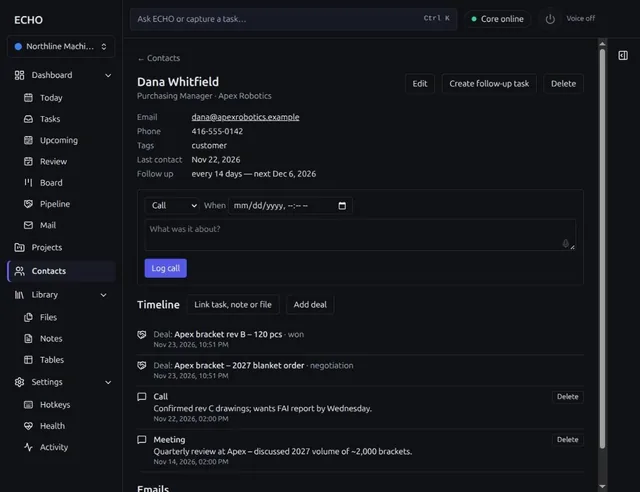 ECHO
Ask ECHO or capture a task…
Ctrl K
Core online
Voice off
Northline Machi...
Dashboard
Today
Tasks
Upcoming
Review
Board
Pipeline
Mail
Projects
Contacts
Library
Files
Notes
Tables
Settings
Hotkeys
Health
Activity
← Contacts
Dana Whitfield
Purchasing Manager · Apex Robotics
Edit
Create follow-up task
Delete
Email dana@apexrobotics.example
Phone 416-555-0142
Tags customer
Last contact Nov 22, 2026
Follow up every 14 days — next Dec 6, 2026
Call
When mm/dd/yyyy, --:-- --
What was it about?
Log call
Timeline
Link task, note or file
Add deal
Deal: Apex bracket rev B – 120 pcs · won
Nov 23, 2026, 10:51 PM
Deal: Apex bracket – 2027 blanket order · negotiation
Nov 23, 2026, 10:51 PM
Call
Delete
Confirmed rev C drawings; wants FAI report by Wednesday.
Nov 22, 2026, 02:00 PM
Meeting
Delete
Quarterly review at Apex – discussed 2027 volume of ~2,000 brackets.
Nov 14, 2026, 02:00 PM
Emails